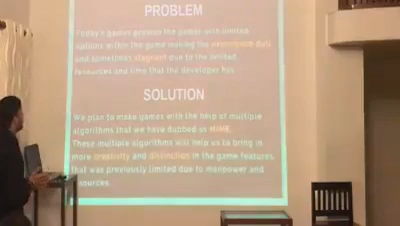 PROBLEM
Today's games provide the gamer with limited
options within the game making the experience dull
and sometimes stagnant due to the limited
resources and time that the developer has.
SOLUTION
We plan to make games with the help of multiple
algorithms that we have dubbed as
These multiple algorithms will help us to bring in
more creativity and distinction in the game features
that was previously limited due to manpower and
resources.